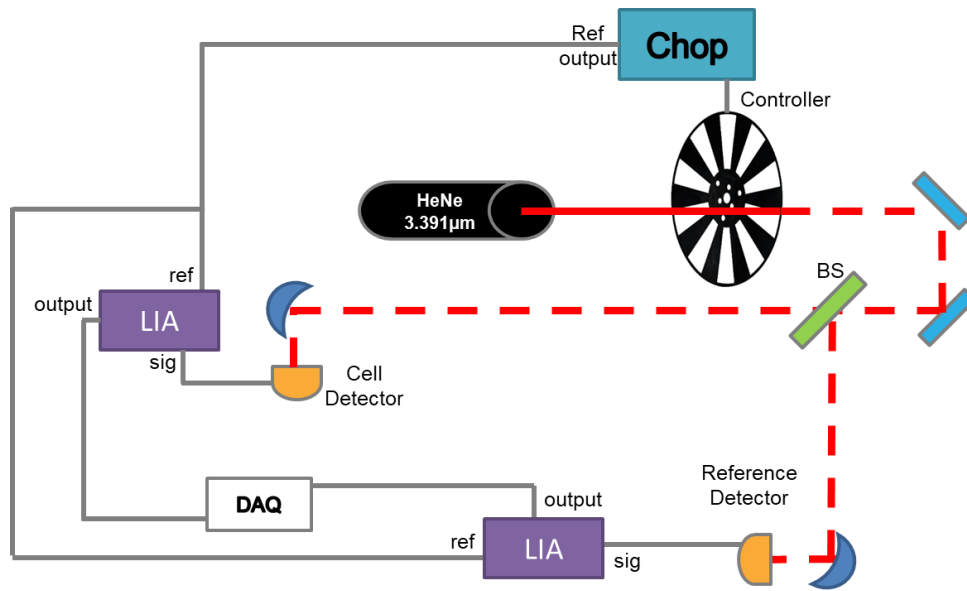 Ref
output
Chop
Controller
HeNe
3.391µm
BS
ref
output
LIA
sig
Cell
Detector
Reference
Detector
DAQ
output
ref
LIA
sig